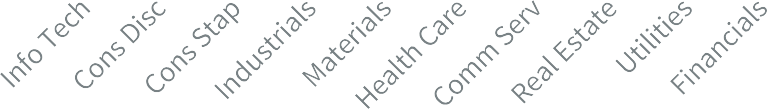 Info Tech
Cons Disc
Cons Stap
Industrials
Materials
Health Care
Comm Serv
Real Estate
Utilities
Financials